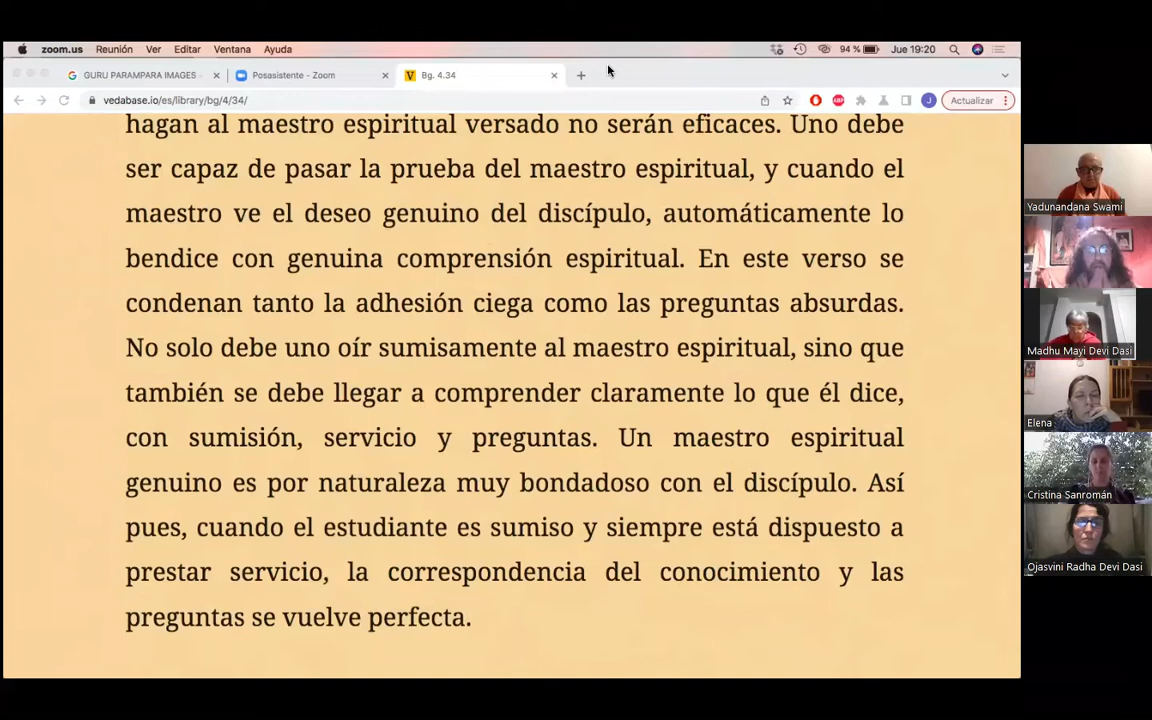 zoom.us Reunión Ver Editar Ventana Ayuda 94 % Jue 19:20
GURU PARAMPARA IMAGES Posasistente - Zoom Bg. 4.34
vedabase.io/es/library/bg/4/34/ ABP J Actualizar
hagan al maestro espiritual versado no serán eficaces. Uno debe
ser capaz de pasar la prueba del maestro espiritual, y cuando el
maestro ve el deseo genuino del discípulo, automáticamente lo
bendice con genuina comprensión espiritual. En este verso se
condenan tanto la adhesión ciega como las preguntas absurdas.
No solo debe uno oír sumisamente al maestro espiritual, sino que
también se debe llegar a comprender claramente lo que él dice,
con sumisión, servicio y preguntas. Un maestro espiritual
genuino es por naturaleza muy bondadoso con el discípulo. Así
pues, cuando el estudiante es sumiso y siempre está dispuesto a
prestar servicio, la correspondencia del conocimiento y las
preguntas se vuelve perfecta.
Yadunandana Swami
Madhu Mayi Devi Dasi
Elena
Cristina Sanromán
Ojasvini Radha Devi Dasi